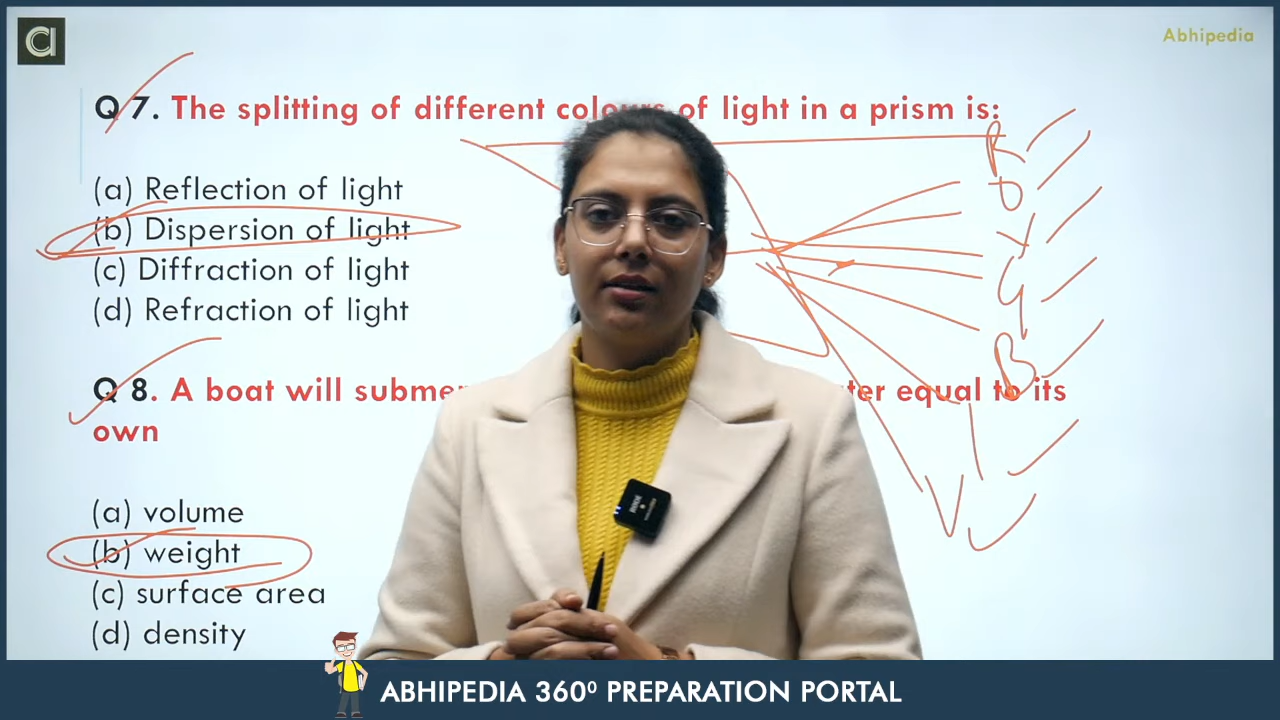 Abhipedia
Q 7. The splitting of different colours of light in a prism is:
(a) Reflection of light
(b) Dispersion of light
(c) Diffraction of light
(d) Refraction of light
R
O
Y
G
B
I
V
Q 8. A boat will subme ter equal to its
own
(a) volume
(b) weight
(c) surface area
(d) density
ABHIPEDIA 360⁰ PREPARATION PORTAL